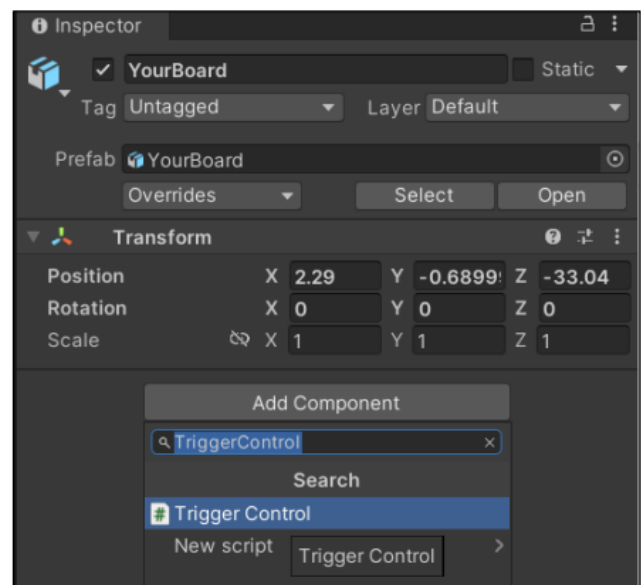 Inspector
YourBoard Static
Tag Untagged Layer Default
Prefab YourBoard
Overrides Select Open
Transform
Position X 2.29 Y -0.6899 Z -33.04
Rotation X 0 Y 0 Z 0
Scale X 1 Y 1 Z 1
Add Component
TriggerControl
Search
Trigger Control
New script
Trigger Control